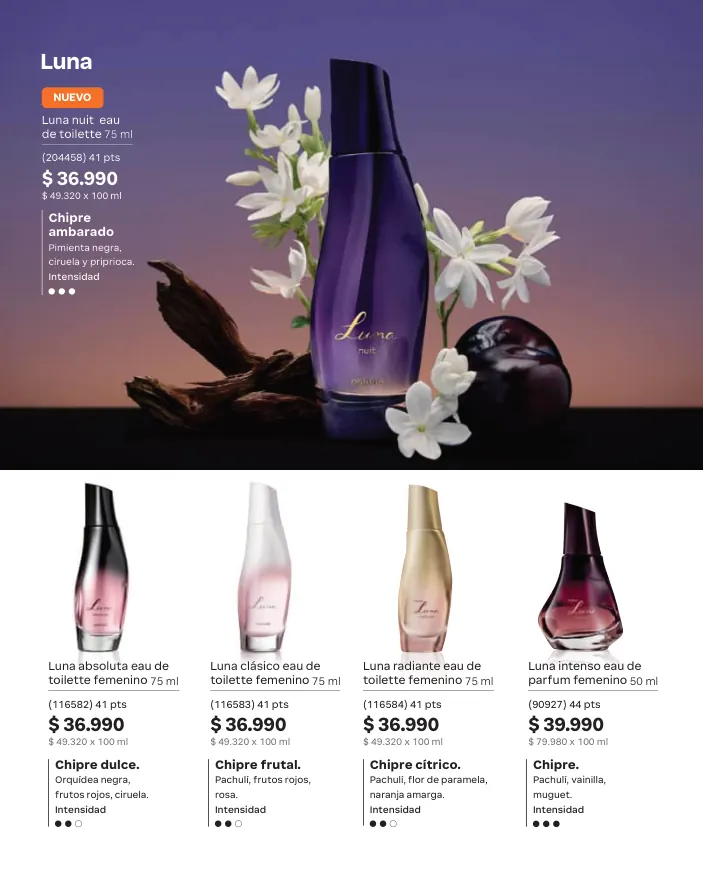 Luna
NUEVO
Luna nuit eau
de toilette 75 ml
(204458) 41 pts
$ 36.990
$ 49.320 x 100 ml
Chipre
ambarado
Pimienta negra,
ciruela y priprioca.
Intensidad
Luna
nuit
Luna absoluta eau de
toilette femenino 75 ml
(116582) 41 pts
$ 36.990
$ 49.320 x 100 ml
Chipre dulce.
Orquídea negra,
frutos rojos, ciruela.
Intensidad
Luna clásico eau de
toilette femenino 75 ml
(116583) 41 pts
$ 36.990
$ 49.320 x 100 ml
Chipre frutal.
Pachulí, frutos rojos,
rosa.
Intensidad
Luna radiante eau de
toilette femenino 75 ml
(116584) 41 pts
$ 36.990
$ 49.320 x 100 ml
Chipre cítrico.
Pachulí, flor de paramela,
naranja amarga.
Intensidad
Luna intenso eau de
parfum femenino 50 ml
(90927) 44 pts
$ 39.990
$ 79.980 x 100 ml
Chipre.
Pachulí, vainilla,
muguet.
Intensidad